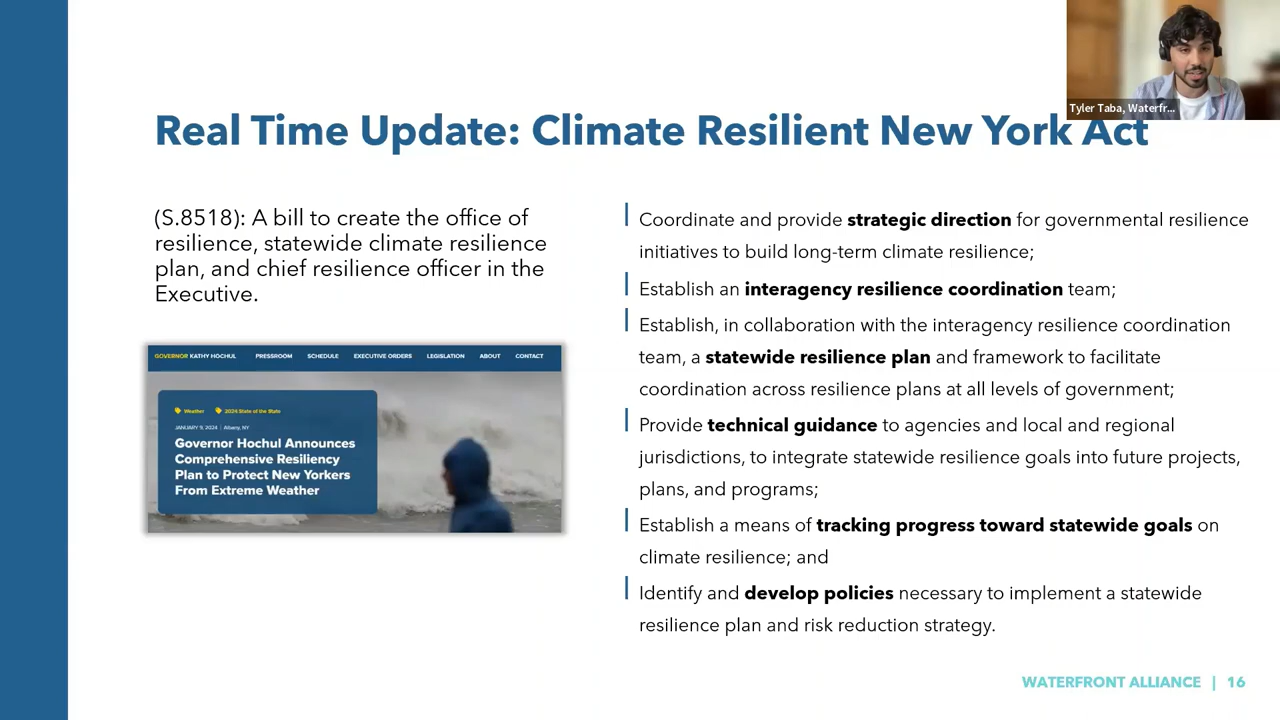 Tyler Taba, Waterfr...
Real Time Update: Climate Resilient New York Act
(S.8518): A bill to create the office of
resilience, statewide climate resilience
plan, and chief resilience officer in the
Executive.
GOVERNOR KATHY HOCHUL PRESSROOM SCHEDULE EXECUTIVE ORDERS LEGISLATION ABOUT CONTACT
Weather 2024 State of the State
JANUARY 9, 2024 | Albany, NY
Governor Hochul Announces
Comprehensive Resiliency
Plan to Protect New Yorkers
From Extreme Weather
Coordinate and provide strategic direction for governmental resilience
initiatives to build long-term climate resilience;
Establish an interagency resilience coordination team;
Establish, in collaboration with the interagency resilience coordination
team, a statewide resilience plan and framework to facilitate
coordination across resilience plans at all levels of government;
Provide technical guidance to agencies and local and regional
jurisdictions, to integrate statewide resilience goals into future projects,
plans, and programs;
Establish a means of tracking progress toward statewide goals on
climate resilience; and
Identify and develop policies necessary to implement a statewide
resilience plan and risk reduction strategy.
WATERFRONT ALLIANCE | 16